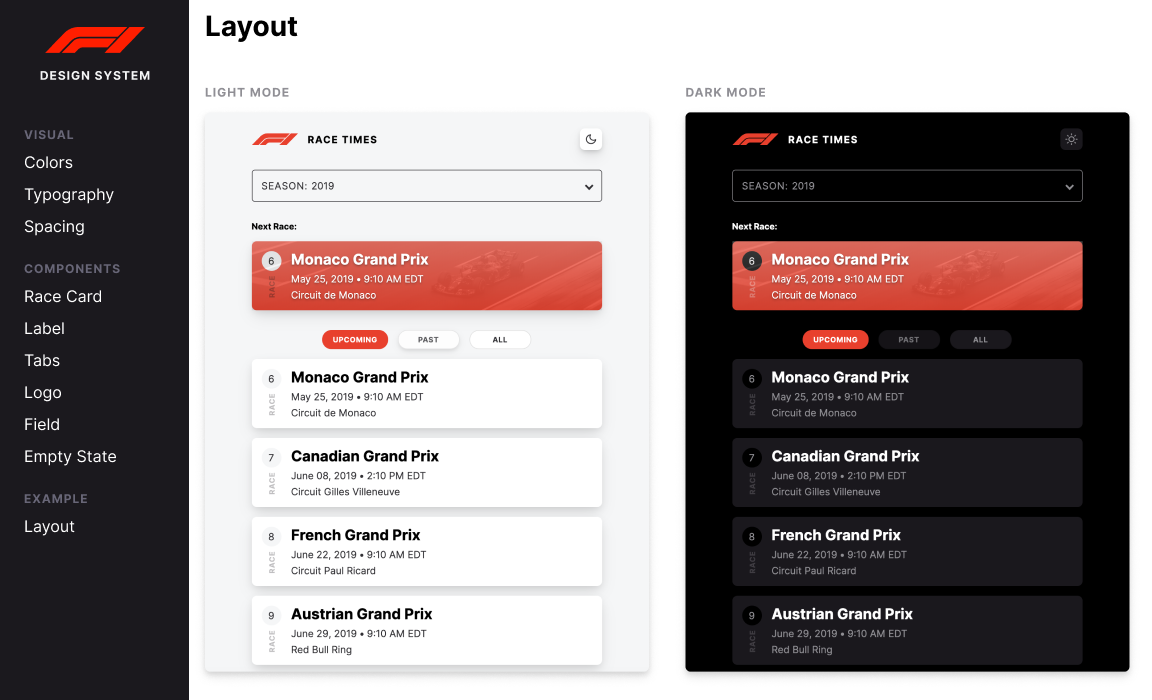 DESIGN SYSTEM
VISUAL
Colors
Typography
Spacing
COMPONENTS
Race Card
Label
Tabs
Logo
Field
Empty State
EXAMPLE
Layout
Layout
LIGHT MODE
RACE TIMES
SEASON: 2019
Next Race:
6
RACE
Monaco Grand Prix
May 25, 2019 • 9:10 AM EDT
Circuit de Monaco
UPCOMING PAST ALL
6
RACE
Monaco Grand Prix
May 25, 2019 • 9:10 AM EDT
Circuit de Monaco
7
RACE
Canadian Grand Prix
June 08, 2019 • 2:10 PM EDT
Circuit Gilles Villeneuve
8
RACE
French Grand Prix
June 22, 2019 • 9:10 AM EDT
Circuit Paul Ricard
9
RACE
Austrian Grand Prix
June 29, 2019 • 9:10 AM EDT
Red Bull Ring
DARK MODE
RACE TIMES
SEASON: 2019
Next Race:
6
RACE
Monaco Grand Prix
May 25, 2019 • 9:10 AM EDT
Circuit de Monaco
UPCOMING PAST ALL
6
RACE
Monaco Grand Prix
May 25, 2019 • 9:10 AM EDT
Circuit de Monaco
7
RACE
Canadian Grand Prix
June 08, 2019 • 2:10 PM EDT
Circuit Gilles Villeneuve
8
RACE
French Grand Prix
June 22, 2019 • 9:10 AM EDT
Circuit Paul Ricard
9
RACE
Austrian Grand Prix
June 29, 2019 • 9:10 AM EDT
Red Bull Ring